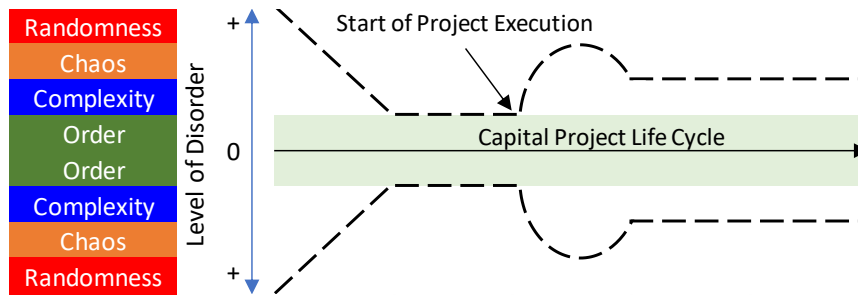 Randomness
Chaos
Complexity
Order
Order
Complexity
Chaos
Randomness
Level of Disorder
+
0
+
Start of Project Execution
Capital Project Life Cycle